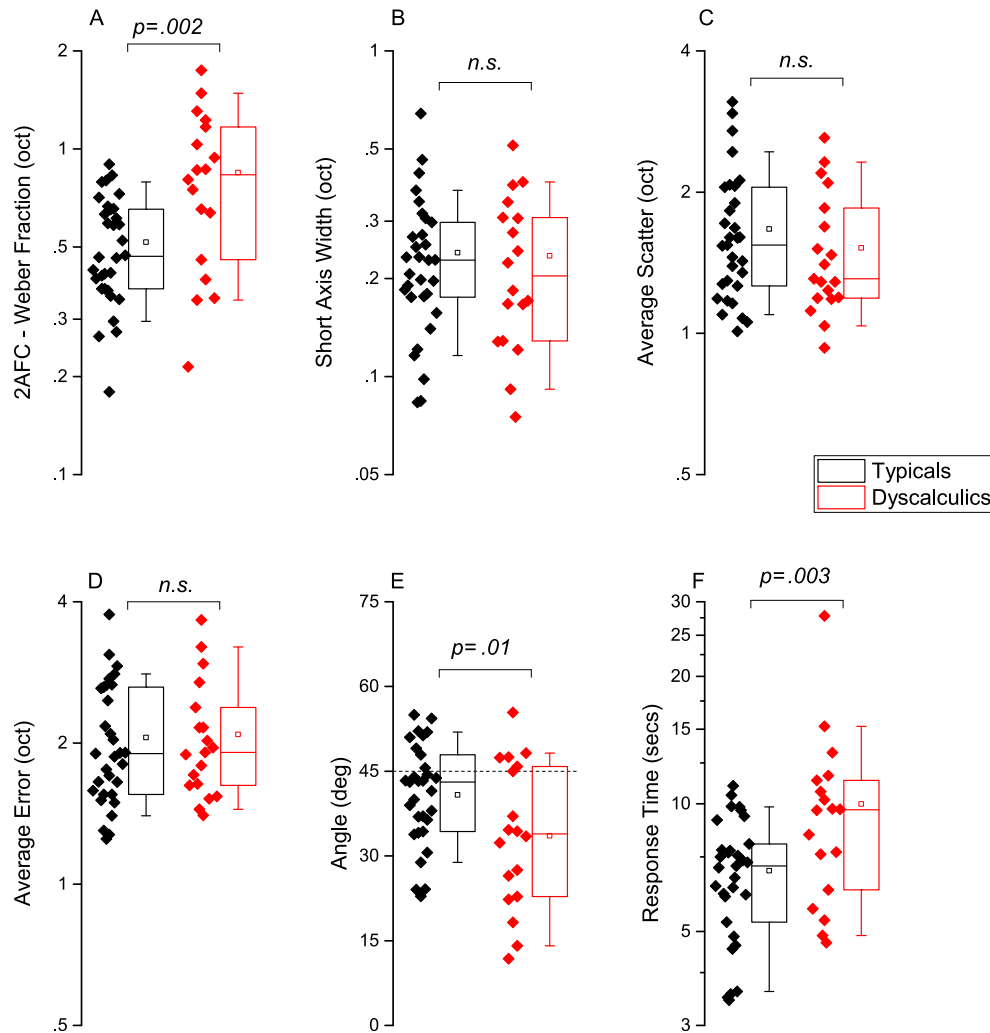 A
p=.002
2
1
.5
.3
.2
.1
2AFC - Weber Fraction (oct)
B
n.s.
1
.5
.3
.2
.1
.05
Short Axis Width (oct)
C
n.s.
4
2
1
.5
Average Scatter (oct)
Typicals
Dyscalculics
D
n.s.
4
2
1
.5
Average Error (oct)
E
p=.01
75
60
45
30
15
0
Angle (deg)
F
p=.003
30
25
20
15
10
5
3
Response Time (secs)